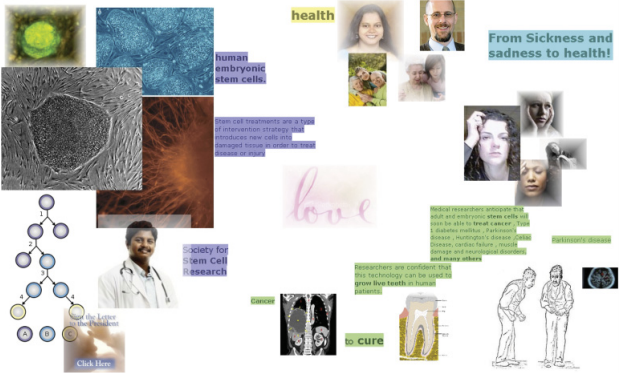 health
From Sickness and
sadness to health!
human
embryonic
stem cells.
Stem cell treatments are a type
of intervention strategy that
introduces new cells into
damaged tissue in order to treat
disease or injury
love
Medical researchers anticipate that
adult and embryonic stem cells will
soon be able to treat cancer , Type
1 diabetes mellitus , Parkinson's
disease , Huntington's disease ,Celiac
Disease, cardiac failure , muscle
damage and neurological disorders,
and many others
Parkinson's disease
Society for
Stem Cell
Research
Researchers are confident that
this technology can be used to
grow live teeth in human
patients.
Cancer
to cure
1
2
3
4
4
A
B
C
Sign the Letter
to the President
Click Here